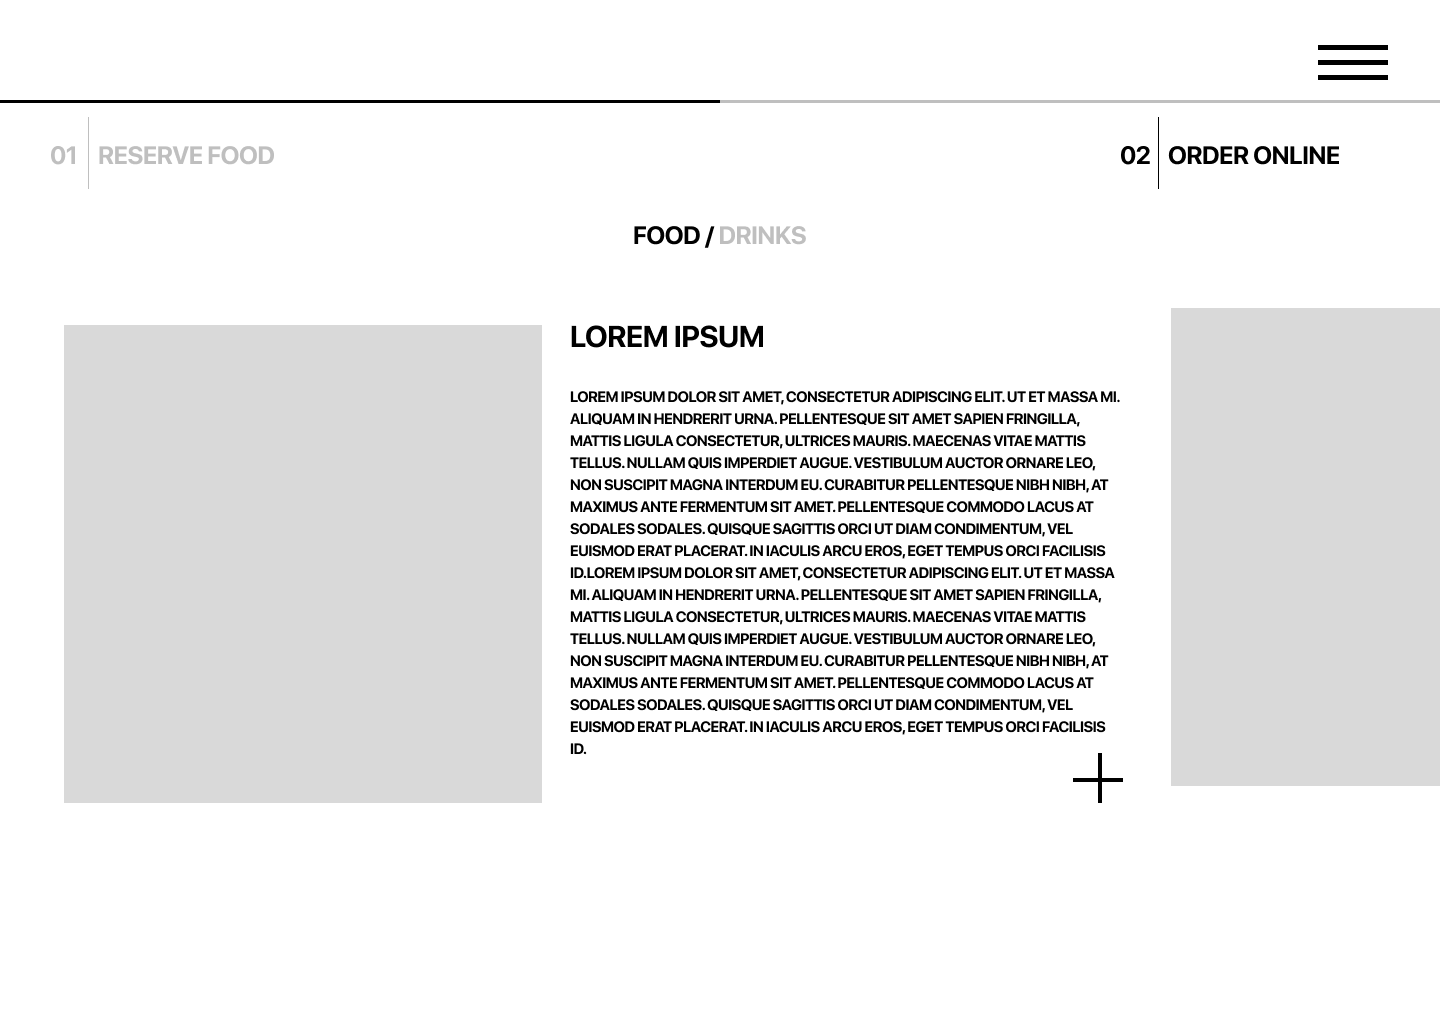 01 RESERVE FOOD
02 ORDER ONLINE
FOOD / DRINKS
LOREM IPSUM
LOREM IPSUM DOLOR SIT AMET, CONSECTETUR ADIPISCING ELIT. UT ET MASSA MI.
ALIQUAM IN HENDRERIT URNA. PELLENTESQUE SIT AMET SAPIEN FRINGILLA,
MATTIS LIGULA CONSECTETUR, ULTRICES MAURIS. MAECENAS VITAE MATTIS
TELLUS. NULLAM QUIS IMPERDIET AUGUE. VESTIBULUM AUCTOR ORNARE LEO,
NON SUSCIPIT MAGNA INTERDUM EU. CURABITUR PELLENTESQUE NIBH NIBH, AT
MAXIMUS ANTE FERMENTUM SIT AMET. PELLENTESQUE COMMODO LACUS AT
SODALES SODALES. QUISQUE SAGITTIS ORCI UT DIAM CONDIMENTUM, VEL
EUISMOD ERAT PLACERAT. IN IACULIS ARCU EROS, EGET TEMPUS ORCI FACILISIS
ID.LOREM IPSUM DOLOR SIT AMET, CONSECTETUR ADIPISCING ELIT. UT ET MASSA
MI. ALIQUAM IN HENDRERIT URNA. PELLENTESQUE SIT AMET SAPIEN FRINGILLA,
MATTIS LIGULA CONSECTETUR, ULTRICES MAURIS. MAECENAS VITAE MATTIS
TELLUS. NULLAM QUIS IMPERDIET AUGUE. VESTIBULUM AUCTOR ORNARE LEO,
NON SUSCIPIT MAGNA INTERDUM EU. CURABITUR PELLENTESQUE NIBH NIBH, AT
MAXIMUS ANTE FERMENTUM SIT AMET. PELLENTESQUE COMMODO LACUS AT
SODALES SODALES. QUISQUE SAGITTIS ORCI UT DIAM CONDIMENTUM, VEL
EUISMOD ERAT PLACERAT. IN IACULIS ARCU EROS, EGET TEMPUS ORCI FACILISIS
ID.